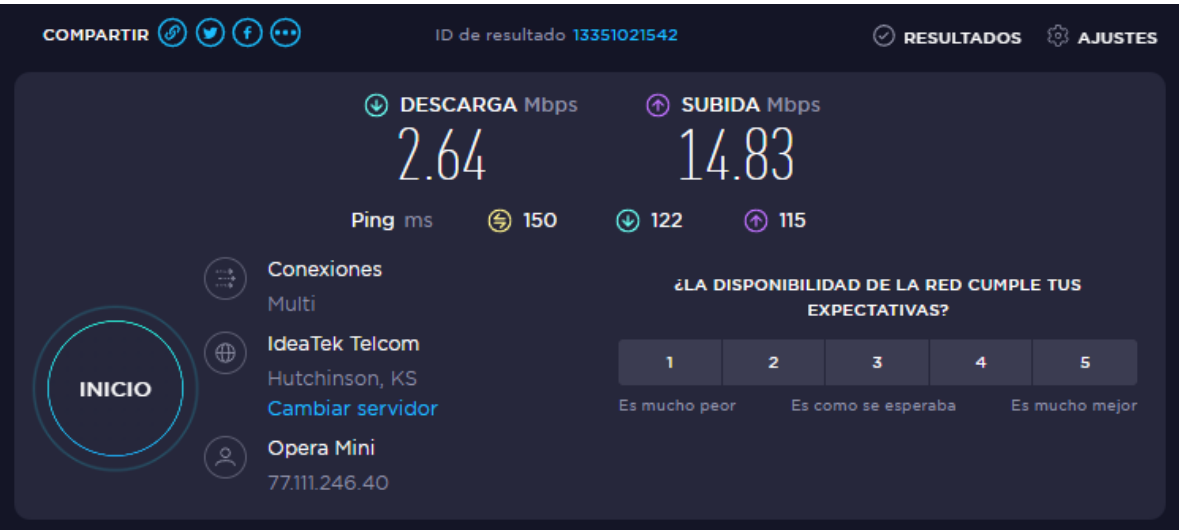 COMPARTIR
ID de resultado 13351021542
RESULTADOS AJUSTES
DESCARGA Mbps
2.64
SUBIDA Mbps
14.83
Ping ms 150 122 115
Conexiones
Multi
IdeaTek Telcom
Hutchinson, KS
Cambiar servidor
Opera Mini
77.111.246.40
INICIO
¿LA DISPONIBILIDAD DE LA RED CUMPLE TUS
EXPECTATIVAS?
1 2 3 4 5
Es mucho peor Es como se esperaba Es mucho mejor